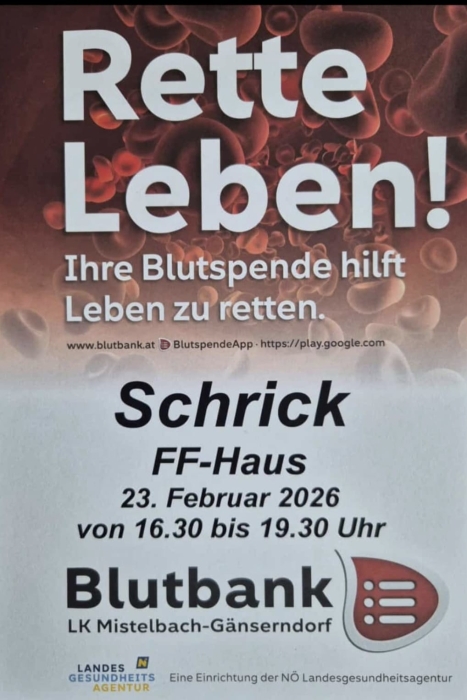 Rette
Leben!
Ihre Blutspende hilft
Leben zu retten.
www.blutbank.at BlutspendeApp · https://play.google.com
Schrick
FF-Haus
23. Februar 2026
von 16.30 bis 19.30 Uhr
Blutbank
LK Mistelbach-Gänserndorf
LANDES N
GESUNDHEITS
AGENTUR
Eine Einrichtung der NÖ Landesgesundheitsagentur